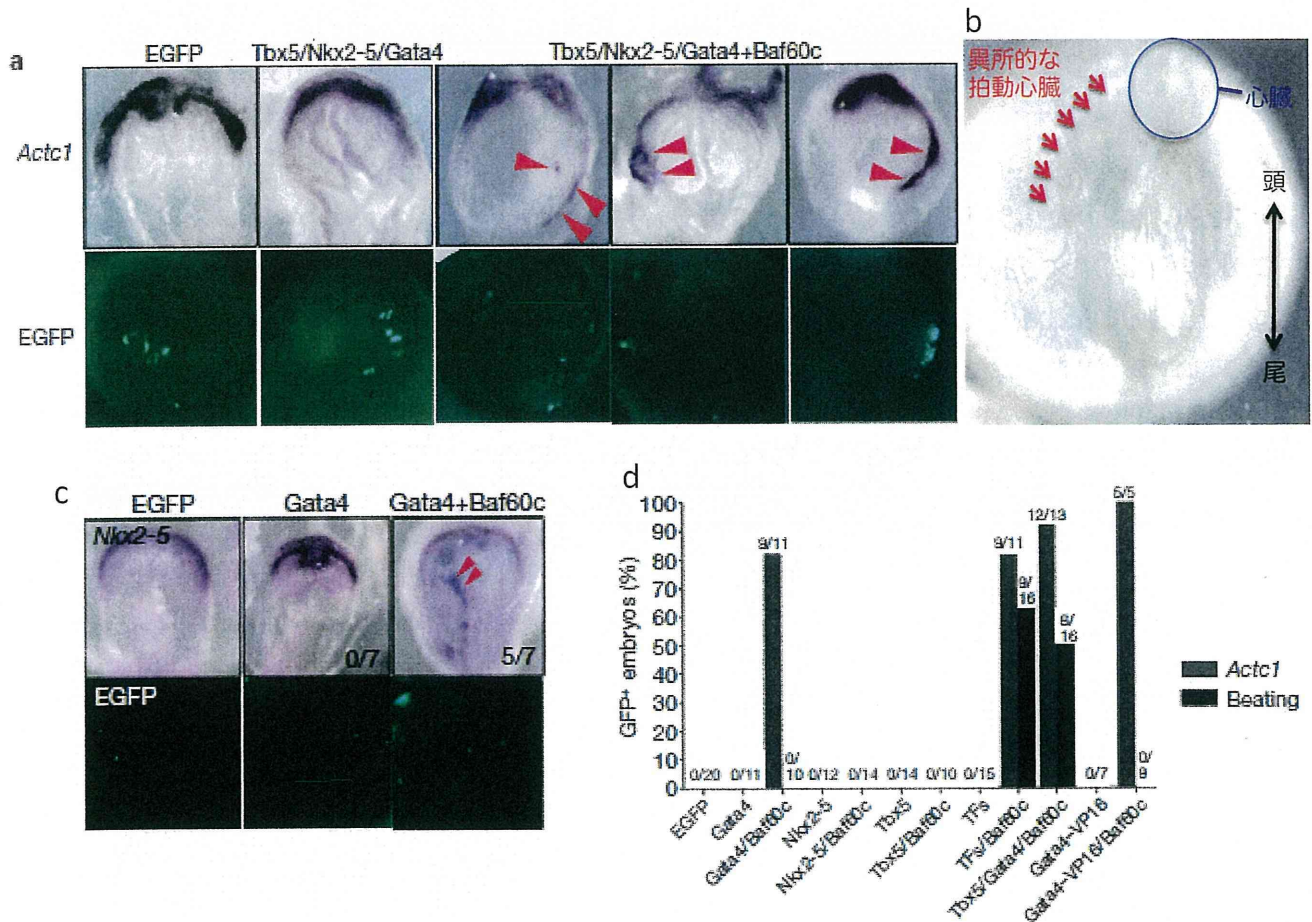 a
EGFP
Tbx5/Nkx2-5/Gata4
Tbx5/Nkx2-5/Gata4+Baf60c
Actc1
EGFP
b
異所的な
拍動心臓
心臓
頭
尾
c
EGFP
Gata4
Gata4+Baf60c
Nkx2-5
0/7
5/7
EGFP
d
GFP+ embryos (%)
100
90
80
70
60
50
40
30
20
10
0
0/20
0/11
9/11
0/
10
0/12
0/14
0/14
0/10
0/15
9/11
9/
16
12/13
8/
16
0/7
5/5
0/
9
EGFP
Gata4
Gata4/Baf60c
Nkx2-5
Nkx2-5/Baf60c
Tbx5
Tbx5/Baf60c
TFs
TFs/Baf60c
Tbx5/Gata4/Baf60c
Gata4-VP16
Gata4-VP16/Baf60c
Actc1
Beating